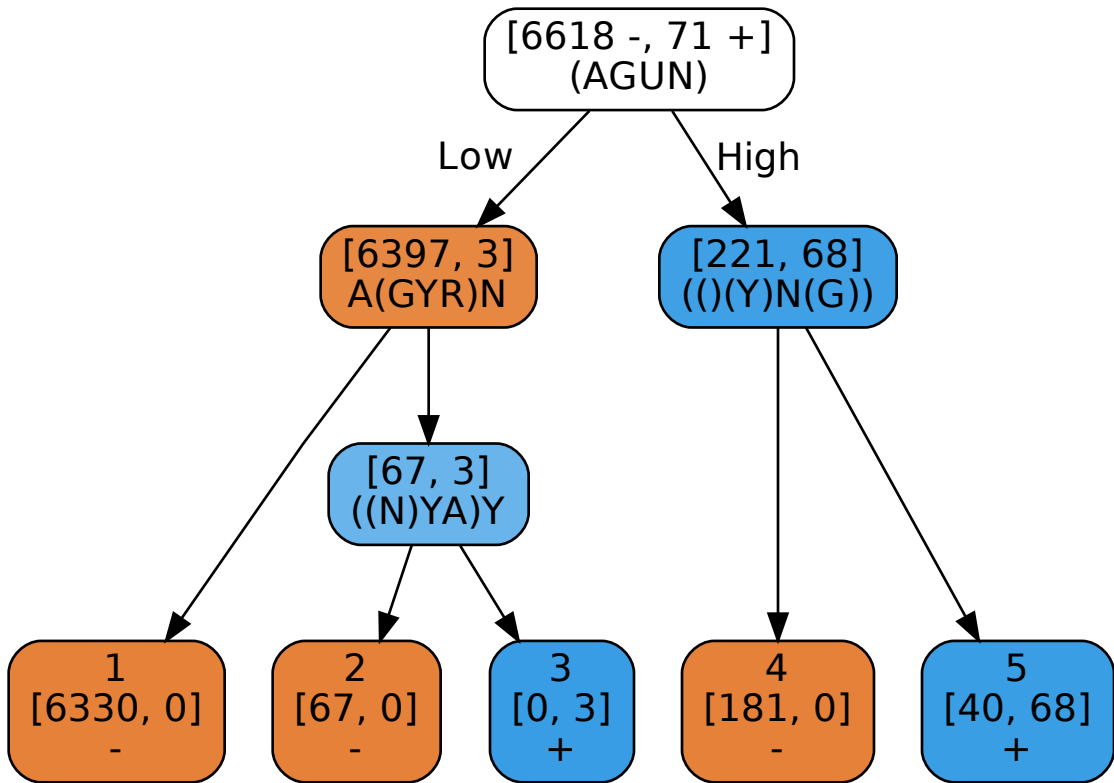 [6618 -, 71 +]
(AGUN)
Low
High
[6397, 3]
A(GYR)N
[221, 68]
(()(Y)N(G))
[67, 3]
((N)YA)Y
1
[6330, 0]
-
2
[67, 0]
-
3
[0, 3]
+
4
[181, 0]
-
5
[40, 68]
+